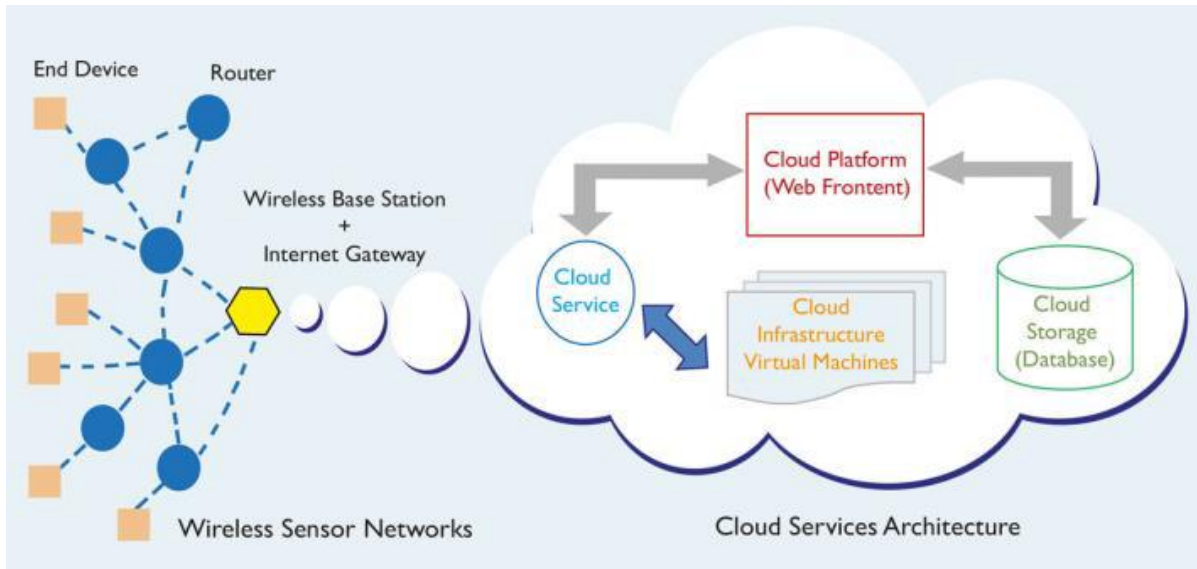 End Device
Router
Wireless Base Station
+
Internet Gateway
Cloud Platform
(Web Frontent)
Cloud
Service
Cloud
Infrastructure
Virtual Machines
Cloud
Storage
(Database)
Wireless Sensor Networks
Cloud Services Architecture